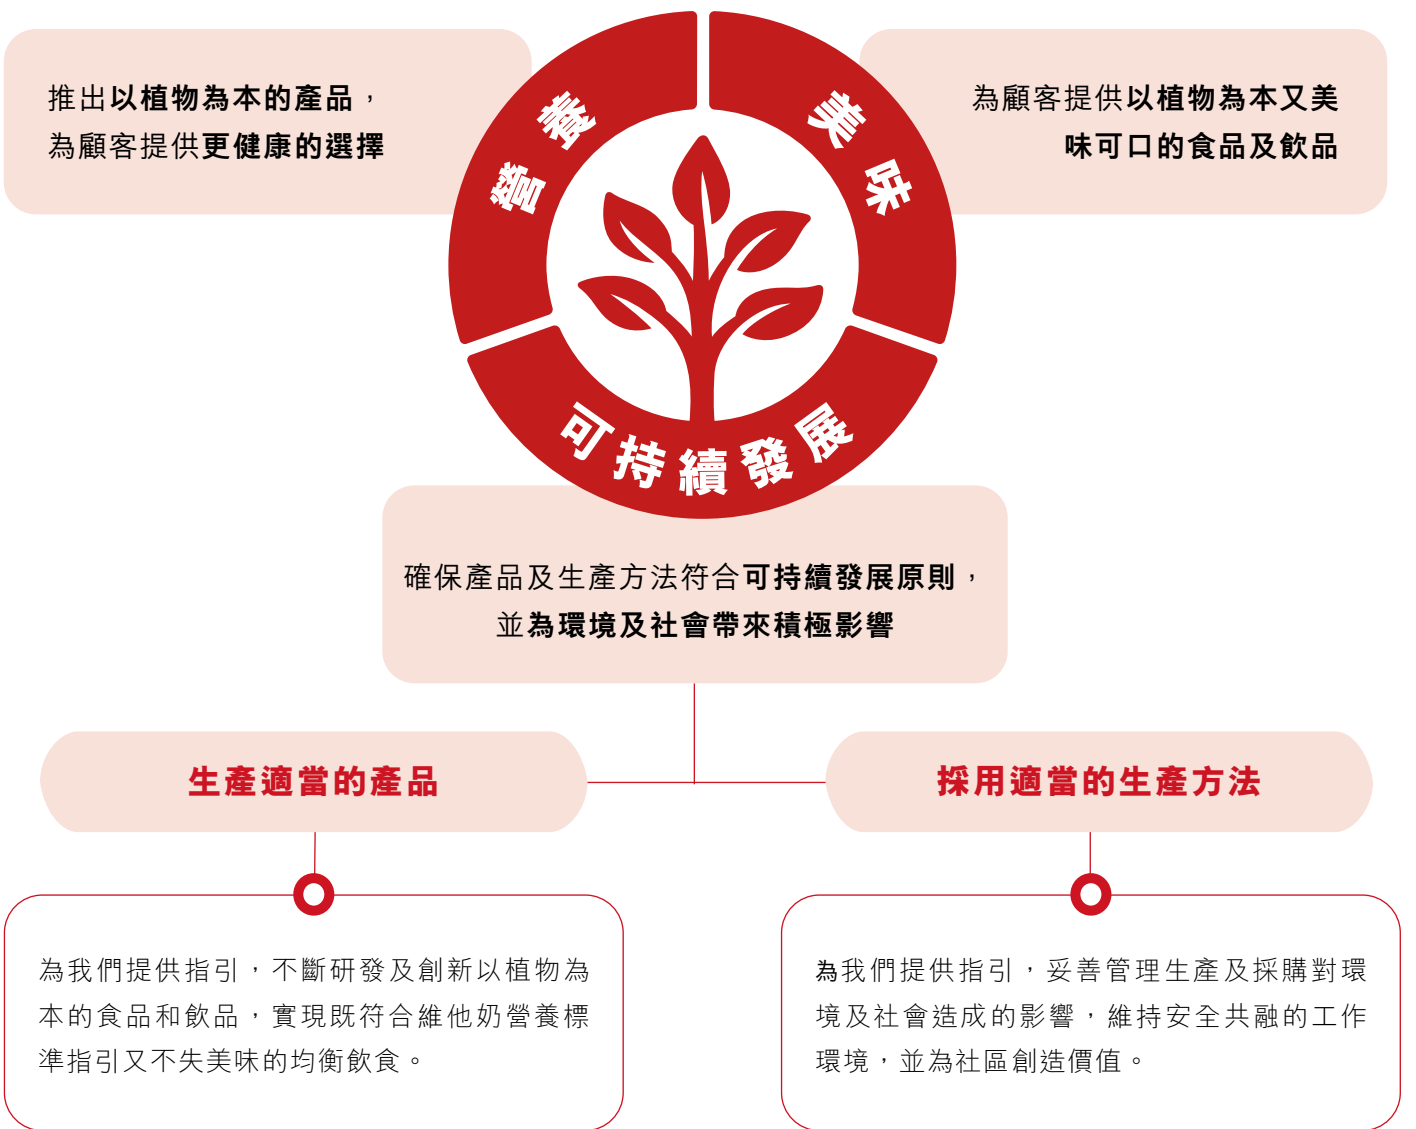 推出以植物為本的產品，
為顧客提供更健康的選擇
營養
美味
為顧客提供以植物為本又美
味可口的食品及飲品
可持續發展
確保產品及生產方法符合可持續發展原則，
並為環境及社會帶來積極影響
生產適當的產品
採用適當的生產方法
為我們提供指引，不斷研發及創新以植物為
本的食品和飲品，實現既符合維他奶營養標
準指引又不失美味的均衡飲食。
為我們提供指引，妥善管理生產及採購對環
境及社會造成的影響，維持安全共融的工作
環境，並為社區創造價值。